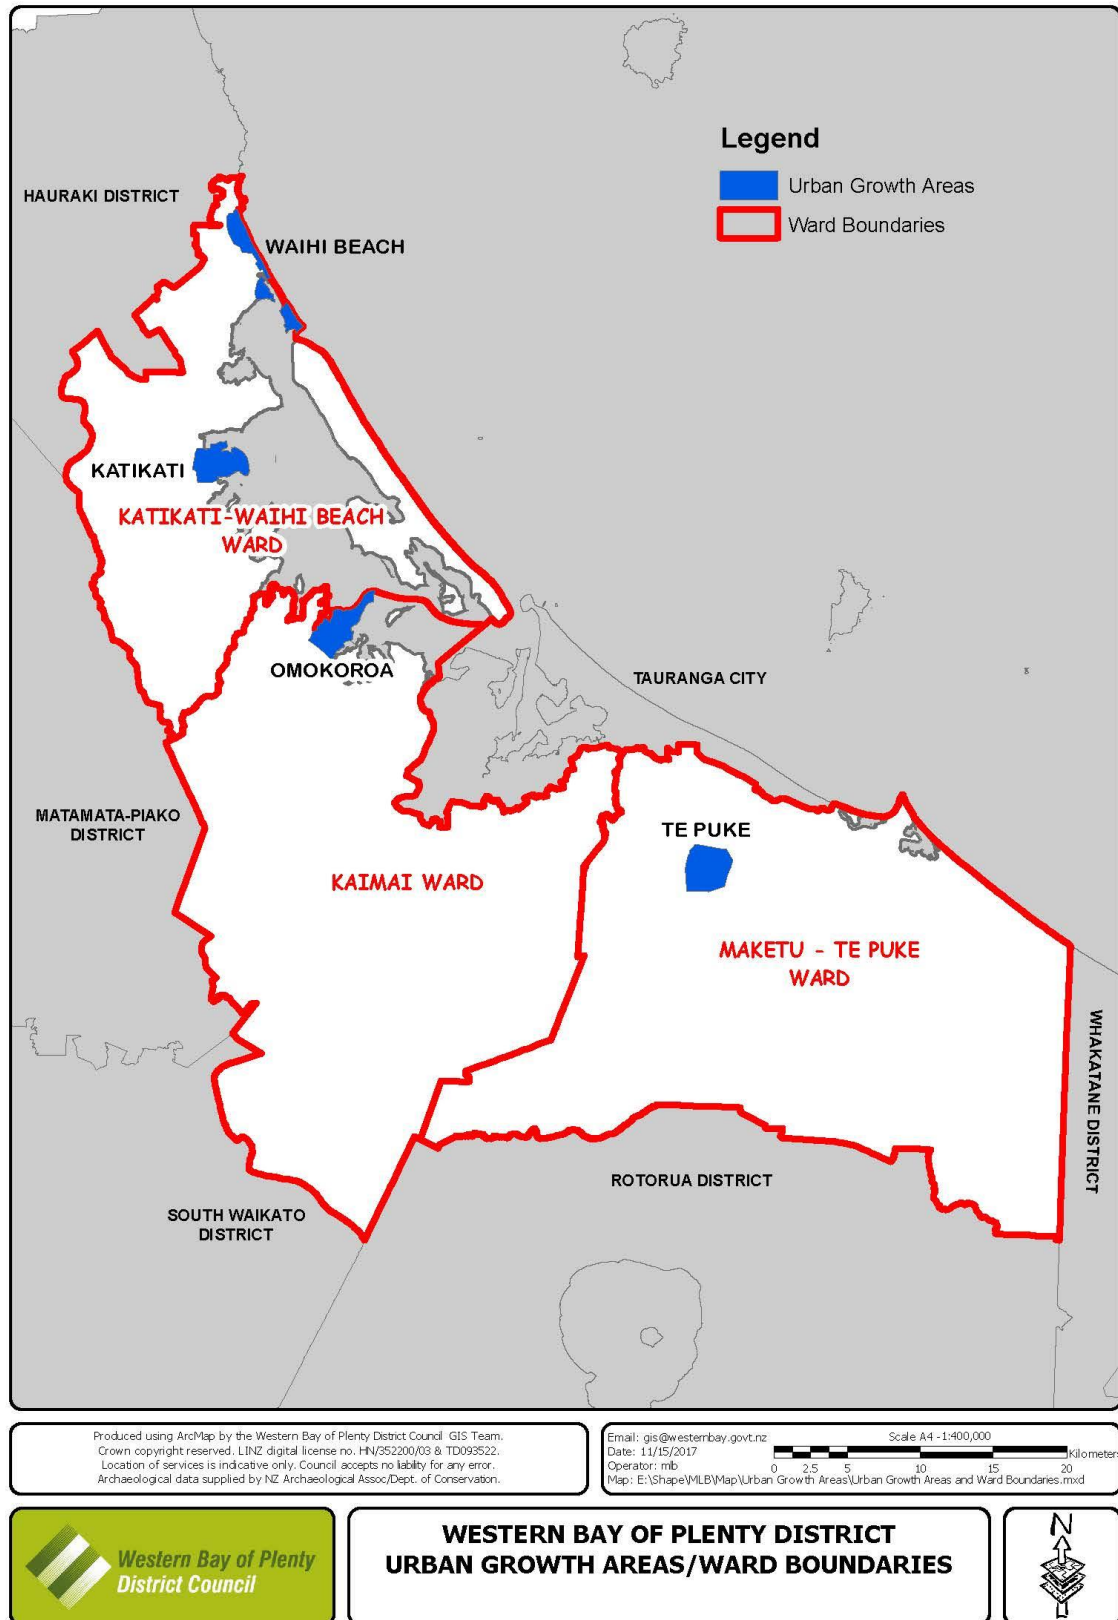 Legend
Urban Growth Areas
Ward Boundaries
HAURAKI DISTRICT
WAIHI BEACH
KATIKATI
KATIKATI-WAIHI BEACH
WARD
OMOKOROA
TAURANGA CITY
MATAMATA-PIAKO
DISTRICT
TE PUKE
KAIMAI WARD
MAKETU - TE PUKE
WARD
WHAKATANE DISTRICT
ROTORUA DISTRICT
SOUTH WAIKATO
DISTRICT
Produced using ArcMap by the Western Bay of Plenty District Council GIS Team.
Crown copyright reserved. LINZ digital license no. HN/352200/03 & TD093522.
Location of services is indicative only. Council accepts no liability for any error.
Archaeological data supplied by NZ Archaeological Assoc/Dept. of Conservation.
Email: gis@westernbay.govt.nz
Date: 11/15/2017
Operator: mlb
Map: E:\Shape\MLB\Map\Urban Growth Areas\Urban Growth Areas and Ward Boundaries.mxd
Scale A4 -1:400,000
Kilometers
0 2.5 5 10 15 20
Western Bay of Plenty
District Council
WESTERN BAY OF PLENTY DISTRICT
URBAN GROWTH AREAS/WARD BOUNDARIES
N